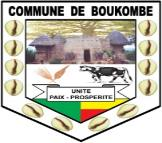 COMMUNE DE BOUKOMBE
UNITE
PAIX - PROSPERITE